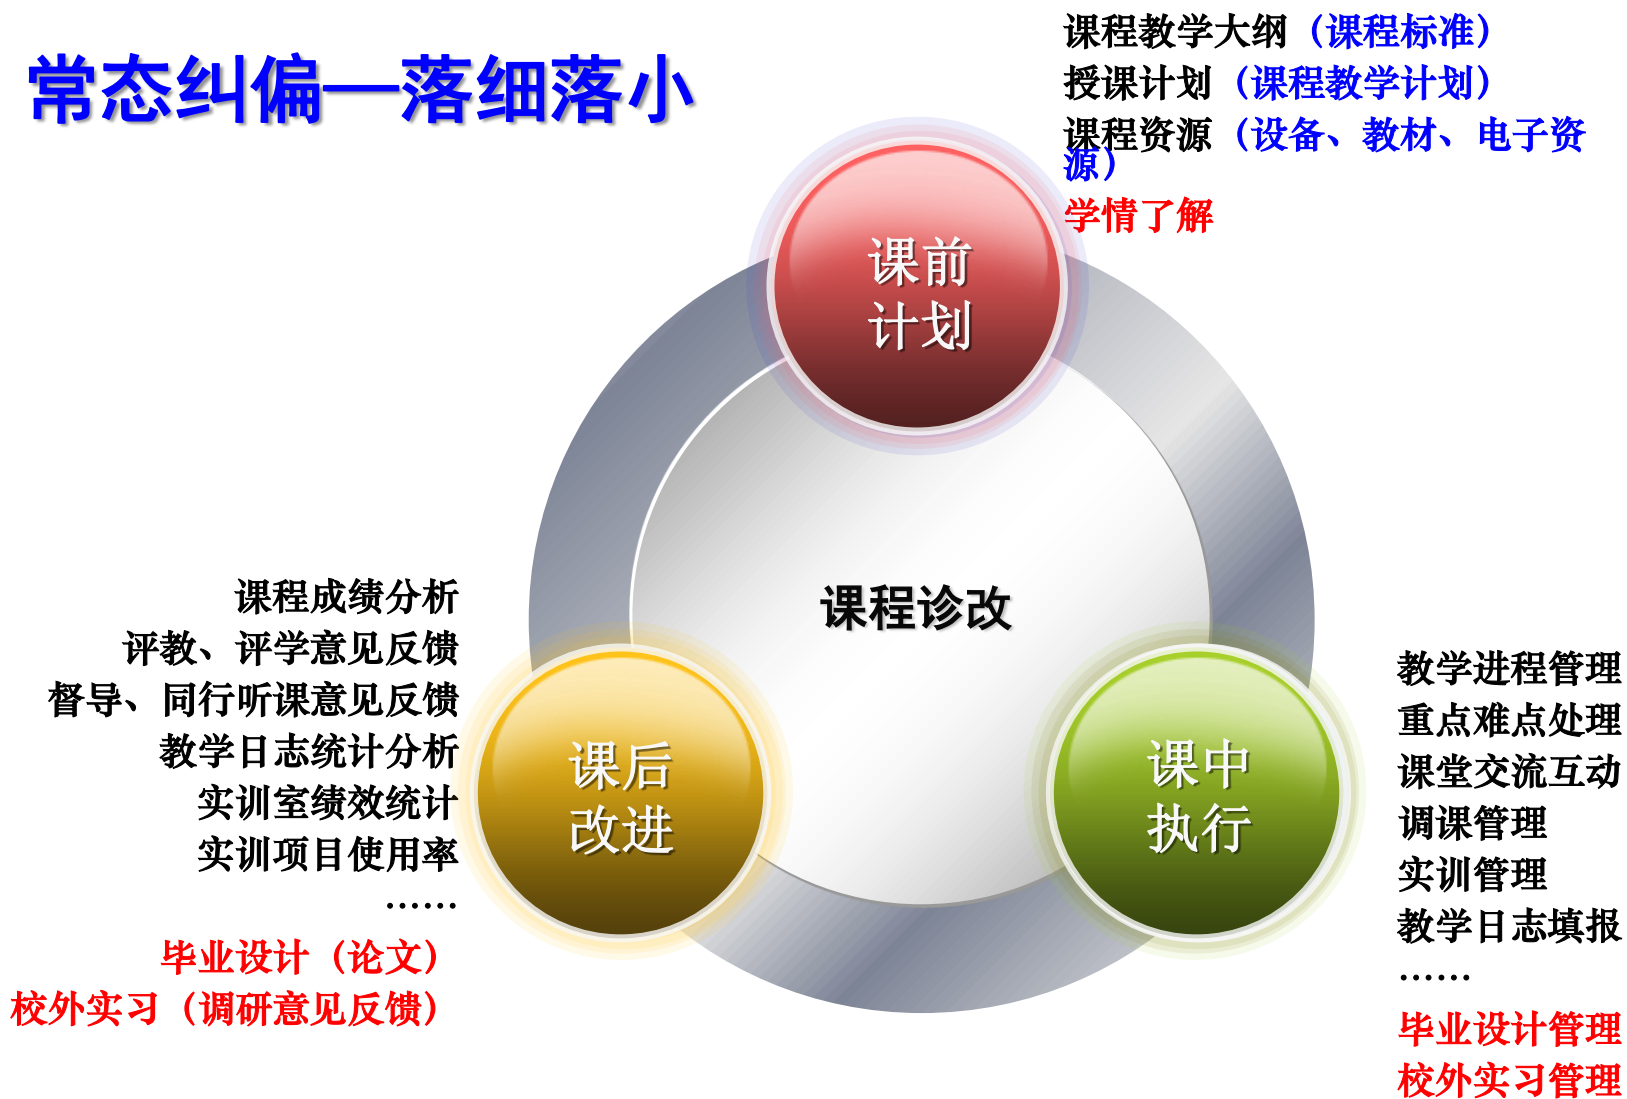 常态纠偏—落细落小
课程教学大纲（课程标准）
授课计划（课程教学计划）
课程资源（设备、教材、电子资
源）
学情了解
课前
计划
课程诊改
课程成绩分析
评教、评学意见反馈
督导、同行听课意见反馈
教学日志统计分析
实训室绩效统计
实训项目使用率
……
毕业设计（论文）
校外实习（调研意见反馈）
课后
改进
课中
执行
教学进程管理
重点难点处理
课堂交流互动
调课管理
实训管理
教学日志填报
……
毕业设计管理
校外实习管理